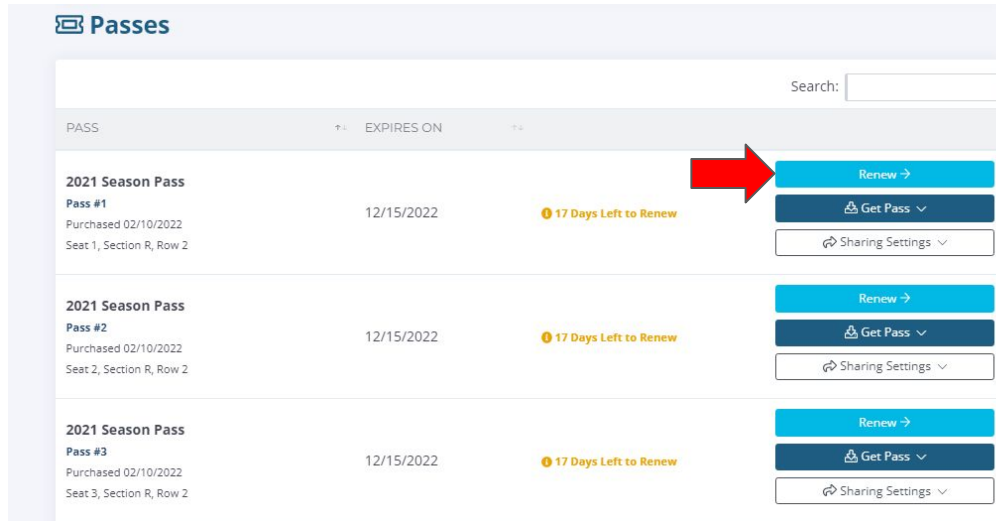 Passes
Search:
PASS EXPIRES ON
2021 Season Pass
Pass #1
Purchased 02/10/2022
Seat 1, Section R, Row 2
12/15/2022
17 Days Left to Renew
Renew →
Get Pass
Sharing Settings
2021 Season Pass
Pass #2
Purchased 02/10/2022
Seat 2, Section R, Row 2
12/15/2022
17 Days Left to Renew
Renew →
Get Pass
Sharing Settings
2021 Season Pass
Pass #3
Purchased 02/10/2022
Seat 3, Section R, Row 2
12/15/2022
17 Days Left to Renew
Renew →
Get Pass
Sharing Settings